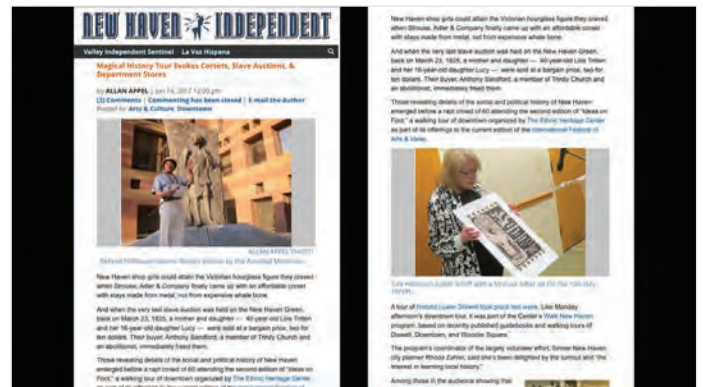 NEW HAVEN INDEPENDENT
Valley Independent Sentinel La Voz Hispana
Magical History Tour Evokes Corsets, Slave Auctions, &
Department Stores
by ALLAN APPEL | Jun 14, 2017 12:00 pm
(3) Comments | Commenting has been closed | E-mail the Author
Posted to: Arts & Culture, Downtown
ALLAN APPEL PHOTO
New Haven shop girls could attain the Victorian hourglass figure they craved
when Strouse, Adler & Company finally came up with an affordable corset
with stays made from metal, not from expensive whale bone.
And when the very last slave auction was held on the New Haven Green,
back on March 23, 1825, a mother and daughter — 40-year-old Lois Tritten
and her 16-year-old daughter Lucy — were sold at a bargain price, two for
ten dollars. Their buyer, Anthony Sandford, a member of Trinity Church and
an abolitionist, immediately freed them.
Those revealing details of the social and political history of New Haven
emerged before a rapt crowd of 60 attending the second edition of "Ideas on
Foot," a walking tour of downtown organized by The Ethnic Heritage Center
New Haven shop girls could attain the Victorian hourglass figure they craved
when Strouse, Adler & Company finally came up with an affordable corset
with stays made from metal, not from expensive whale bone.
And when the very last slave auction was held on the New Haven Green,
back on March 23, 1825, a mother and daughter — 40-year-old Lois Tritten
and her 16-year-old daughter Lucy — were sold at a bargain price, two for
ten dollars. Their buyer, Anthony Sandford, a member of Trinity Church and
an abolitionist, immediately freed them.
Those revealing details of the social and political history of New Haven
emerged before a rapt crowd of 60 attending the second edition of "Ideas on
Foot," a walking tour of downtown organized by The Ethnic Heritage Center
as part of its offerings to the current edition of the International Festival of
Arts & Ideas.
A tour of historic Lower Dixwell took place last week. Like Monday
afternoon's downtown tour, it was part of the Center's Walk New Haven
program, based on recently published guidebooks and walking tours of
Dixwell, Downtown, and Wooster Square.
The program's coordinator of the largely volunteer effort, former New Haven
city planner Rhoda Zahler, said she's been delighted by the turnout and "the
interest in learning local history."
Among those in the audience showing that